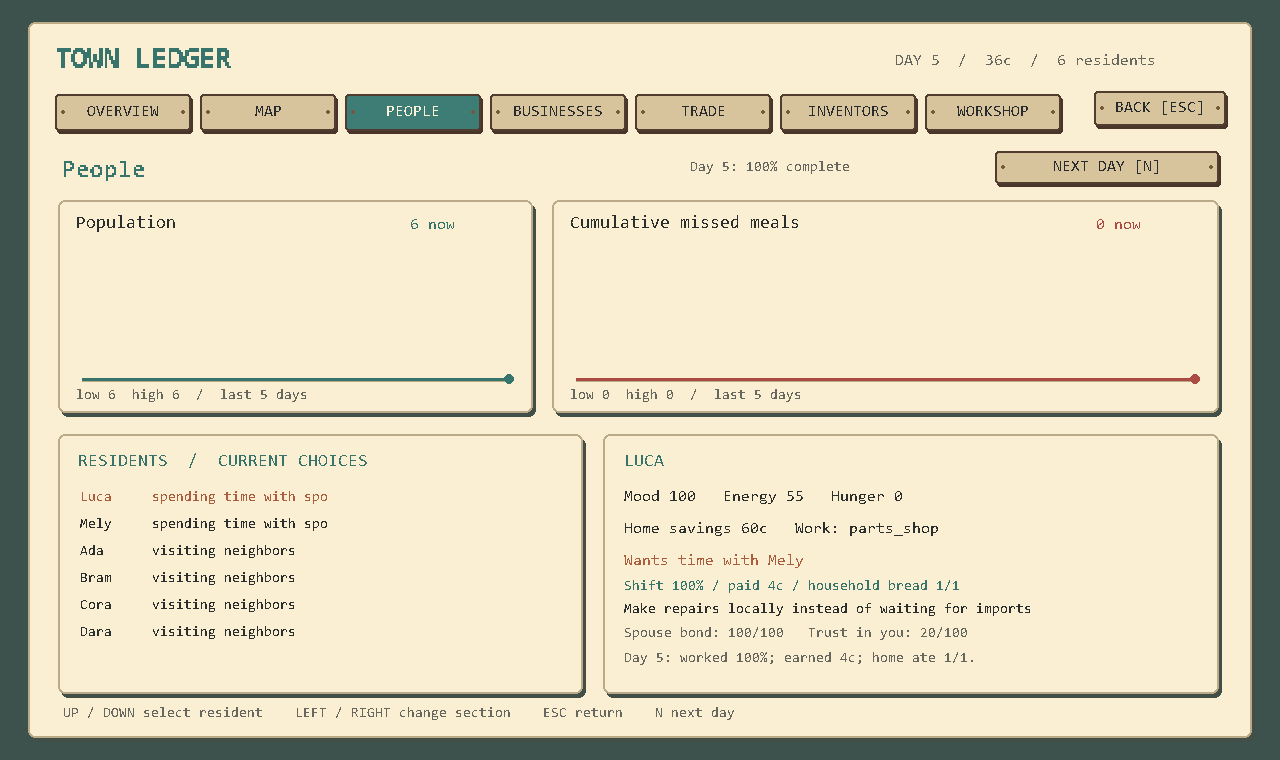 TOWN LEDGER
DAY 5 / 36c / 6 residents
OVERVIEW MAP PEOPLE BUSINESSES TRADE INVENTORS WORKSHOP BACK [ESC]
People
Day 5: 100% complete
NEXT DAY [N]
Population 6 now
low 6 high 6 / last 5 days
Cumulative missed meals 0 now
low 0 high 0 / last 5 days
RESIDENTS / CURRENT CHOICES
Luca spending time with spo
Mely spending time with spo
Ada visiting neighbors
Bram visiting neighbors
Cora visiting neighbors
Dara visiting neighbors
LUCA
Mood 100 Energy 55 Hunger 0
Home savings 60c Work: parts_shop
Wants time with Mely
Shift 100% / paid 4c / household bread 1/1
Make repairs locally instead of waiting for imports
Spouse bond: 100/100 Trust in you: 20/100
Day 5: worked 100%; earned 4c; home ate 1/1.
UP / DOWN select resident LEFT / RIGHT change section ESC return N next day